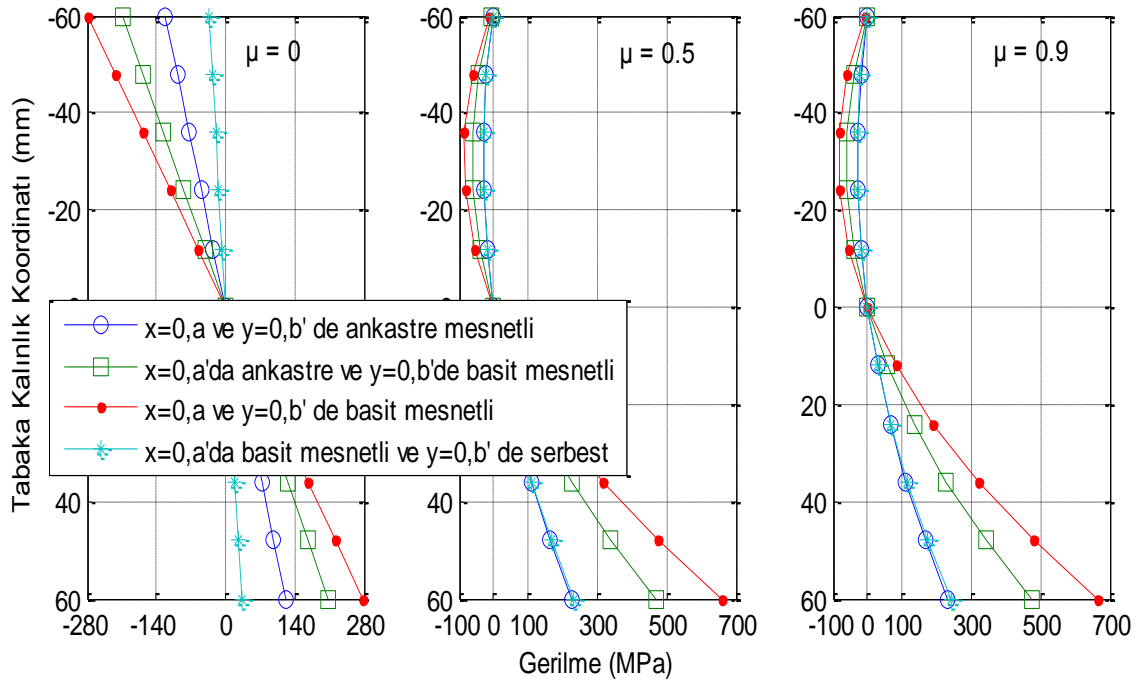 µ = 0
µ = 0.5
µ = 0.9
-60
-40
-20
0
20
40
60
-280 -140 0 140 280
-60
-40
-20
0
40
60
-100 0 100 300 500 700
-60
-40
-20
0
20
40
60
-100 0 100 300 500 700
Tabaka Kalınlık Koordinatı (mm)
x=0,a ve y=0,b' de ankastre mesnetli
x=0,a'da ankastre ve y=0,b'de basit mesnetli
x=0,a ve y=0,b' de basit mesnetli
x=0,a'da basit mesnetli ve y=0,b' de serbest
Gerilme (MPa)